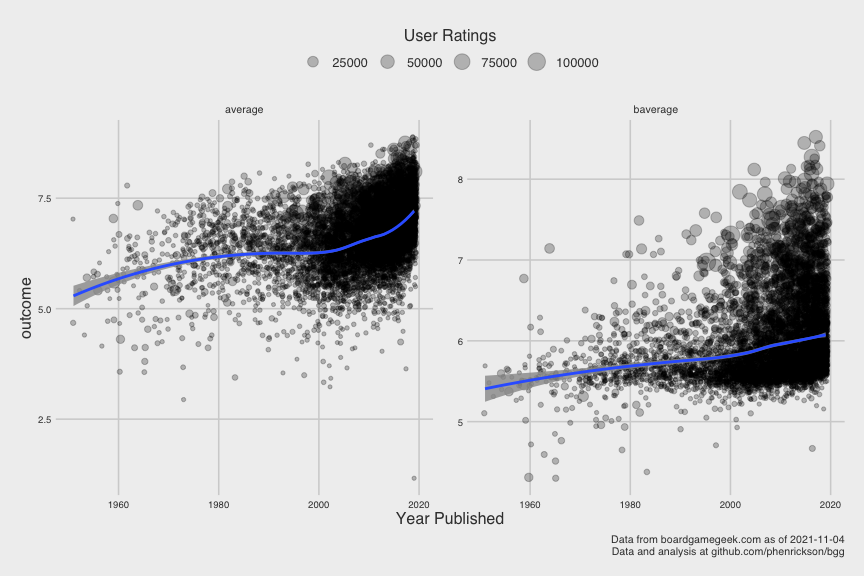 User Ratings
25000 50000 75000 100000
average
baverage
outcome
7.5
5.0
2.5
8
7
6
5
1960 1980 2000 2020
1960 1980 2000 2020
Year Published
Data from boardgamegeek.com as of 2021-11-04
Data and analysis at github.com/phenrickson/bgg